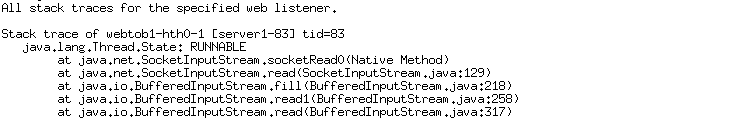 All stack traces for the specified web listener.
Stack trace of webtob1-hth0-1 [server1-83] tid=83
java.lang.Thread.State: RUNNABLE
at java.net.SocketInputStream.socketRead0(Native Method)
at java.net.SocketInputStream.read(SocketInputStream.java:129)
at java.io.BufferedInputStream.fill(BufferedInputStream.java:218)
at java.io.BufferedInputStream.read1(BufferedInputStream.java:258)
at java.io.BufferedInputStream.read(BufferedInputStream.java:317)